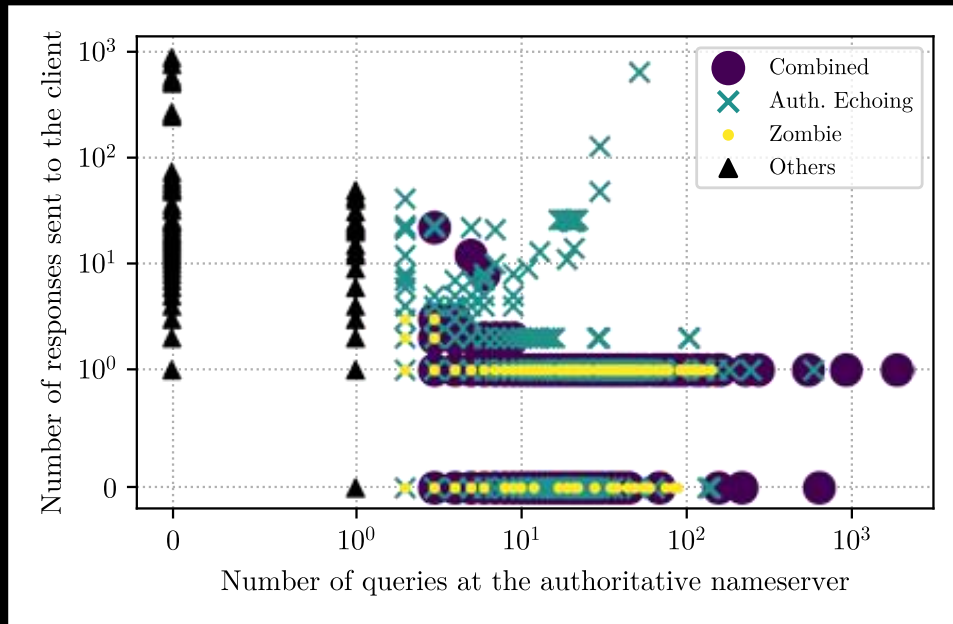 Number of responses sent to the client
10³
10²
10¹
10⁰
0
Combined
Auth. Echoing
Zombie
Others
0
10⁰
10¹
10²
10³
Number of queries at the authoritative nameserver